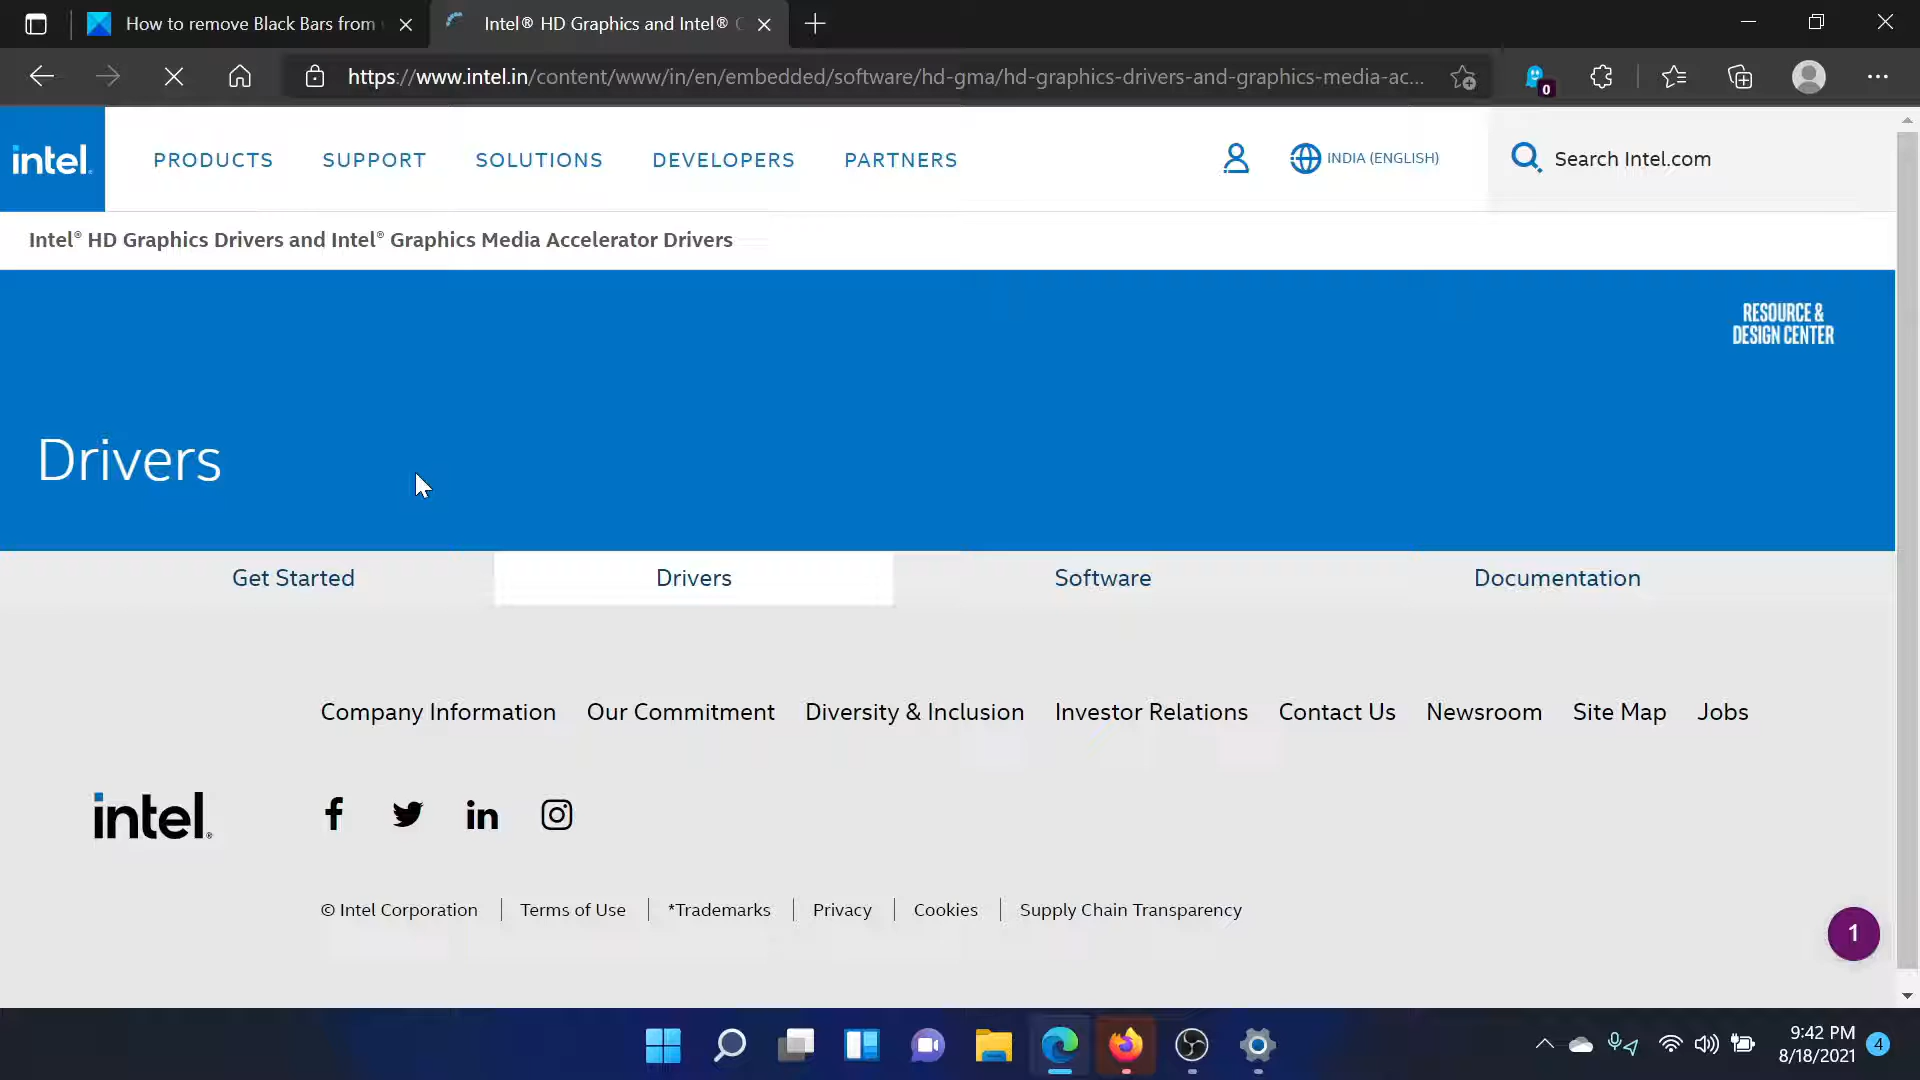 How to remove Black Bars from
Intel® HD Graphics and Intel®
https://www.intel.in/content/www/in/en/embedded/software/hd-gma/hd-graphics-drivers-and-graphics-media-ac...
0
intel.
PRODUCTS
SUPPORT
SOLUTIONS
DEVELOPERS
PARTNERS
INDIA (ENGLISH)
Search Intel.com
Intel® HD Graphics Drivers and Intel® Graphics Media Accelerator Drivers
RESOURCE &
DESIGN CENTER
Drivers
Get Started
Drivers
Software
Documentation
Company Information
Our Commitment
Diversity & Inclusion
Investor Relations
Contact Us
Newsroom
Site Map
Jobs
intel®
© Intel Corporation
Terms of Use
*Trademarks
Privacy
Cookies
Supply Chain Transparency
1
9:42 PM
8/18/2021
4